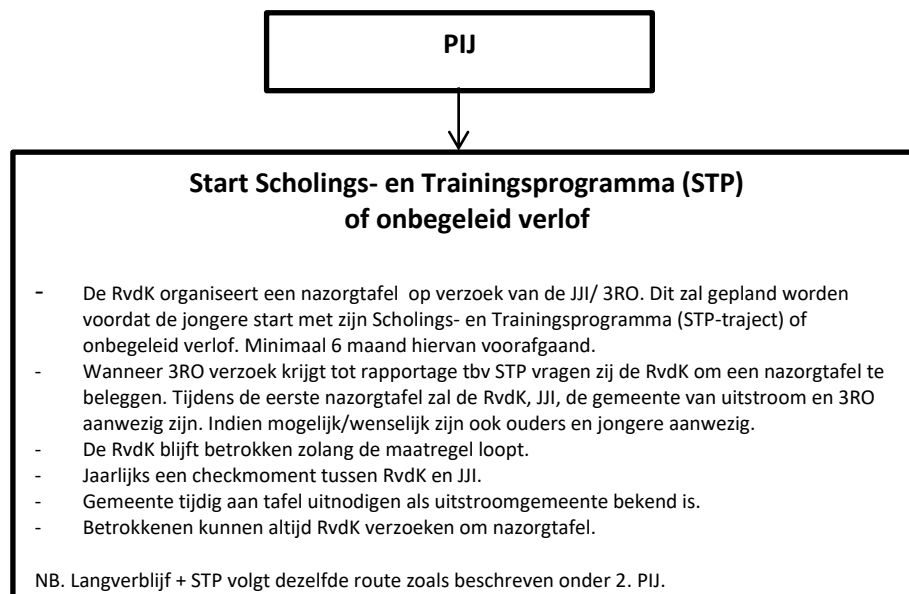 PIJ
Start Scholings- en Trainingsprogramma (STP)
of onbegeleid verlof
- De RvdK organiseert een nazorgtafel op verzoek van de JJI/ 3RO. Dit zal gepland worden
voordat de jongere start met zijn Scholings- en Trainingsprogramma (STP-traject) of
onbegeleid verlof. Minimaal 6 maand hiervan voorafgaand.
- Wanneer 3RO verzoek krijgt tot rapportage tbv STP vragen zij de RvdK om een nazorgtafel te
beleggen. Tijdens de eerste nazorgtafel zal de RvdK, JJI, de gemeente van uitstroom en 3RO
aanwezig zijn. Indien mogelijk/wenselijk zijn ook ouders en jongere aanwezig.
- De RvdK blijft betrokken zolang de maatregel loopt.
- Jaarlijks een checkmoment tussen RvdK en JJI.
- Gemeente tijdig aan tafel uitnodigen als uitstroomgemeente bekend is.
- Betrokkenen kunnen altijd RvdK verzoeken om nazorgtafel.
NB. Langverblijf + STP volgt dezelfde route zoals beschreven onder 2. PIJ.